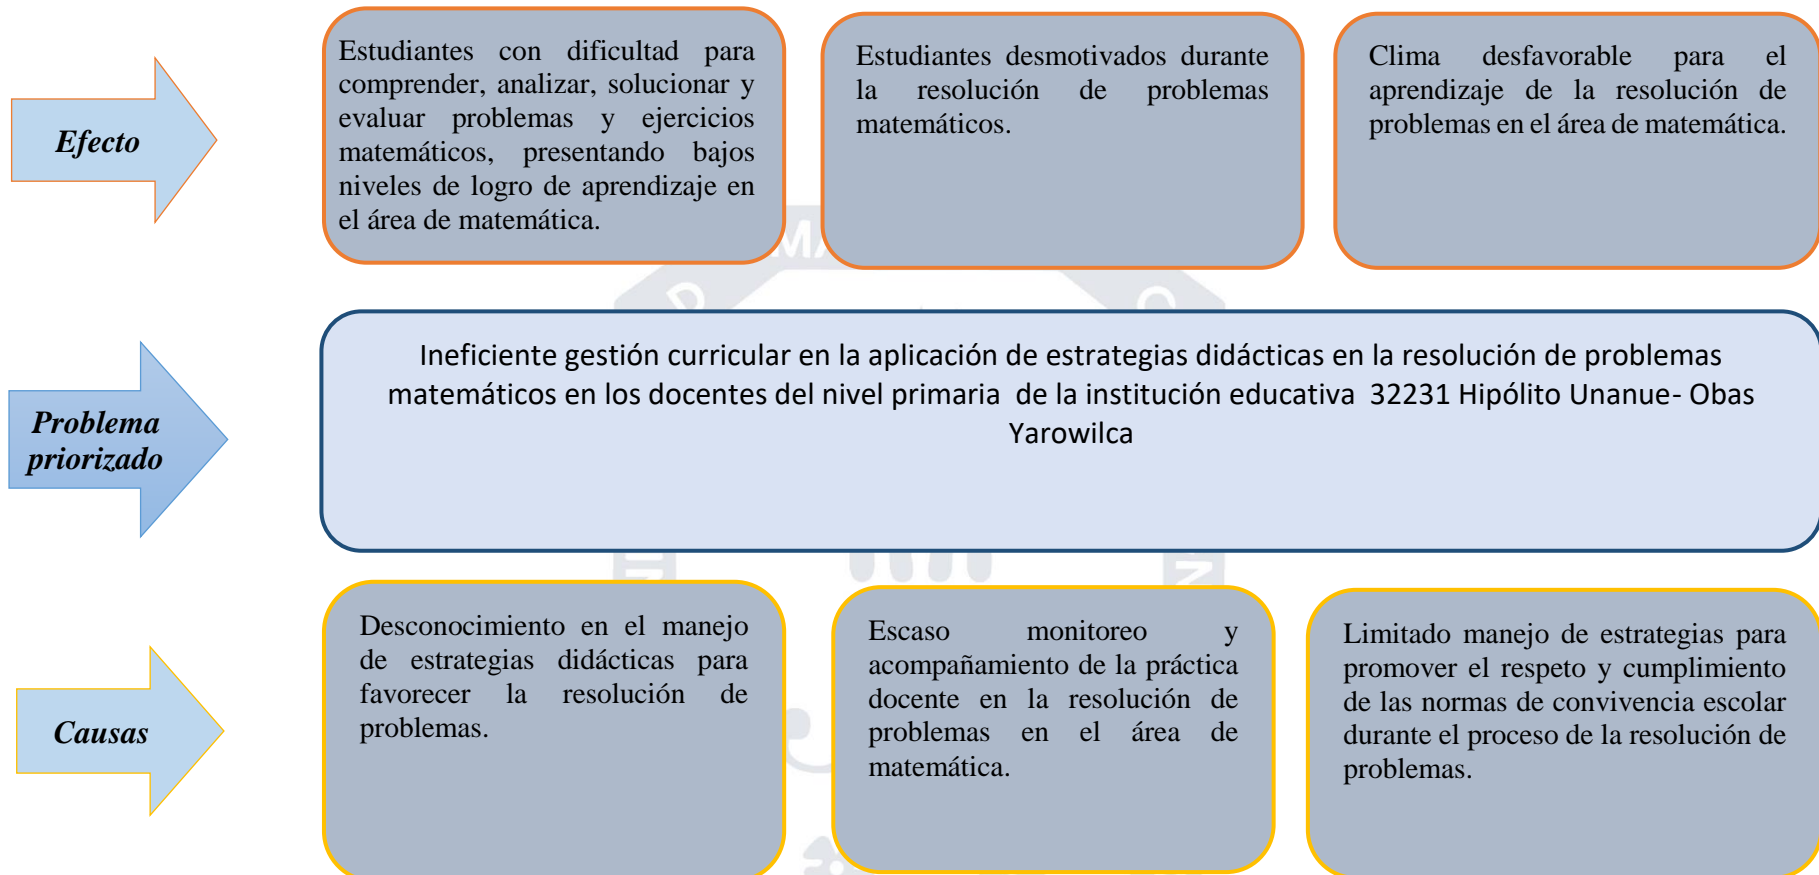 Efecto
Estudiantes con dificultad para
comprender, analizar, solucionar y
evaluar problemas y ejercicios
matemáticos, presentando bajos
niveles de logro de aprendizaje en
el área de matemática.
Estudiantes desmotivados durante
la resolución de problemas
matemáticos.
Clima desfavorable para el
aprendizaje de la resolución de
problemas en el área de matemática.
Problema
priorizado
Ineficiente gestión curricular en la aplicación de estrategias didácticas en la resolución de problemas
matemáticos en los docentes del nivel primaria de la institución educativa 32231 Hipólito Unanue- Obas
Yarowilca
Causas
Desconocimiento en el manejo
de estrategias didácticas para
favorecer la resolución de
problemas.
Escaso monitoreo y
acompañamiento de la práctica
docente en la resolución de
problemas en el área de
matemática.
Limitado manejo de estrategias para
promover el respeto y cumplimiento
de las normas de convivencia escolar
durante el proceso de la resolución de
problemas.